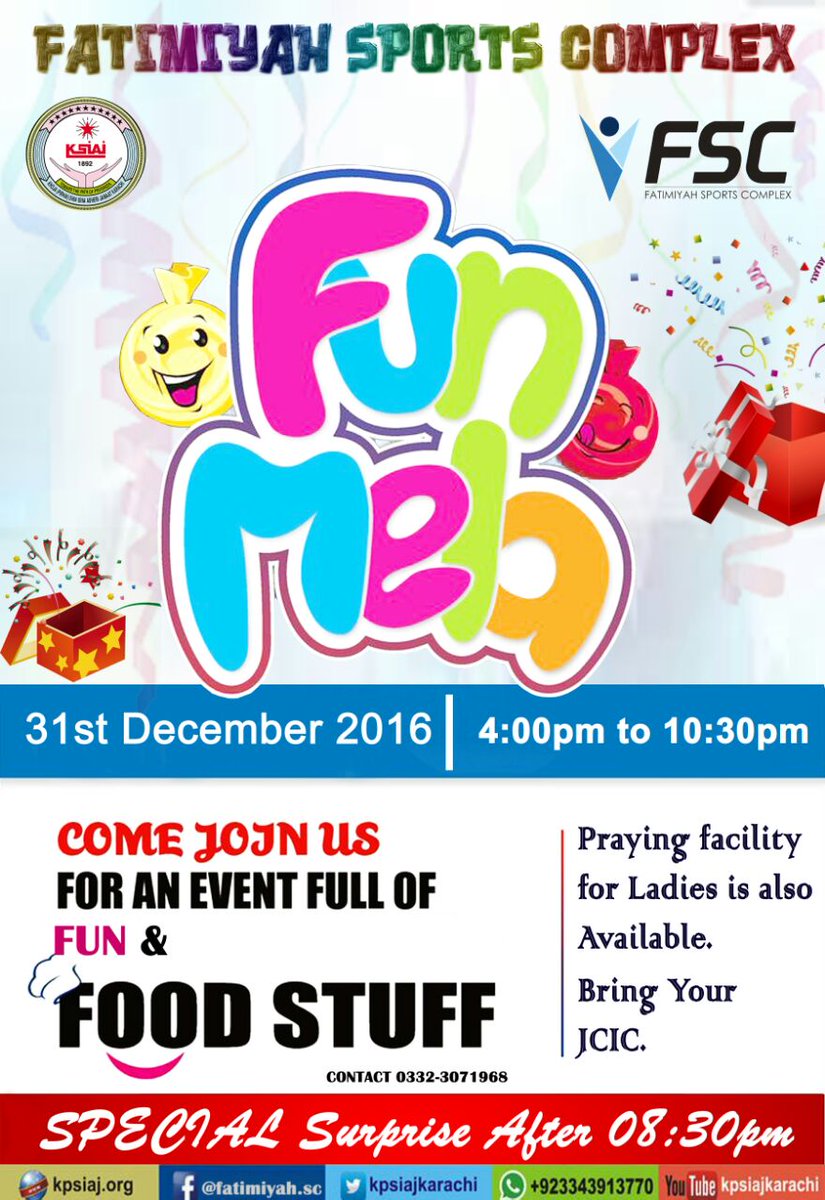 FATIMIYAH SPORTS COMPLEX
KSIAJ
1892
FSC
FATIMIYAH SPORTS COMPLEX
Fun
Mela
31st December 2016
4:00pm to 10:30pm
COME JOIN US
FOR AN EVENT FULL OF
FUN &
FOOD STUFF
CONTACT 0332-3071968
Praying facility
for Ladies is also
Available.
Bring Your
JCIC.
SPECIAL Surprise After 08:30pm
kpsiaj.org
@fatimiyah.sc
kpsiajkarachi
+923343913770
YouTube kpsiajkarachi